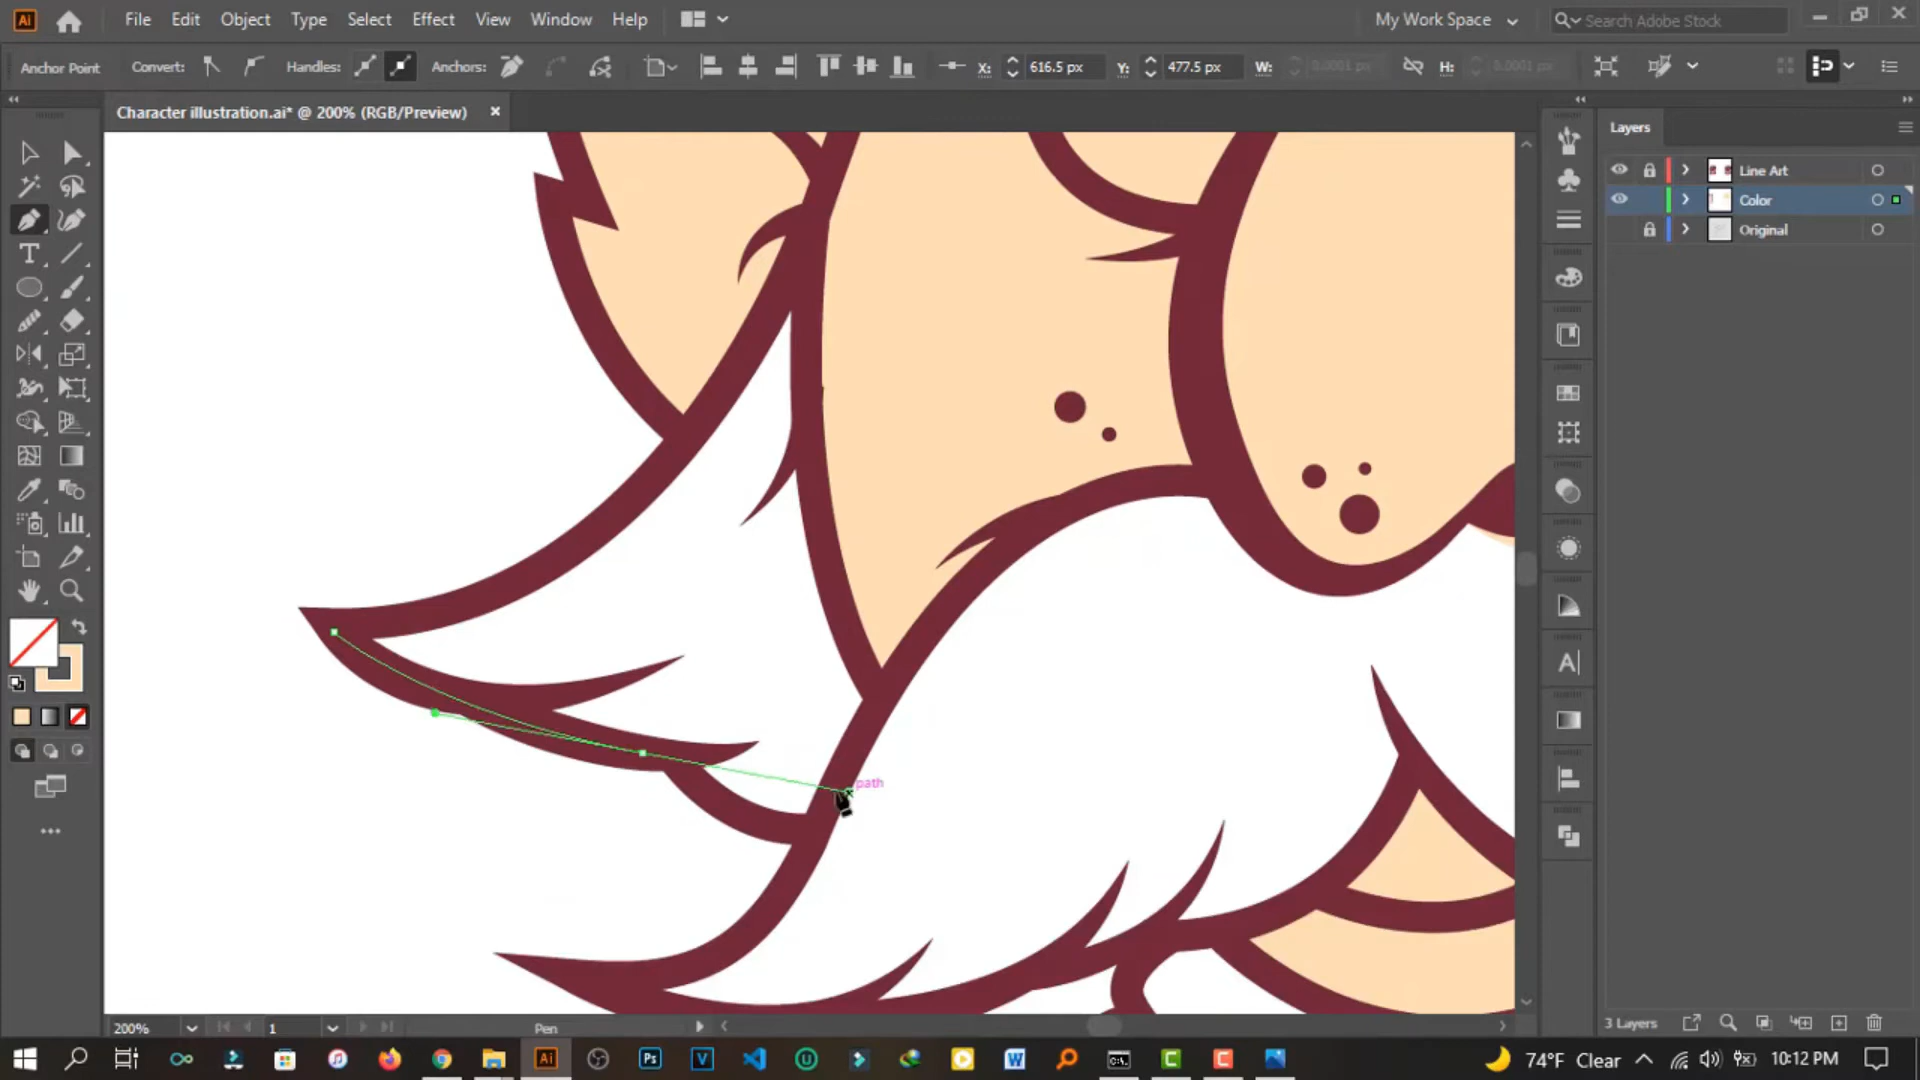 Ai File Edit Object Type Select Effect View Window Help My Work Space Search Adobe Stock
Anchor Point Convert: Handles: Anchors: X: 616.5 px Y: 477.5 px W: 0.0001 px H: 0.0001 px
Character illustration.ai* @ 200% (RGB/Preview) Layers
Line Art
Color
Original
path
200% 1 Pen 3 Layers
74°F Clear 10:12 PM